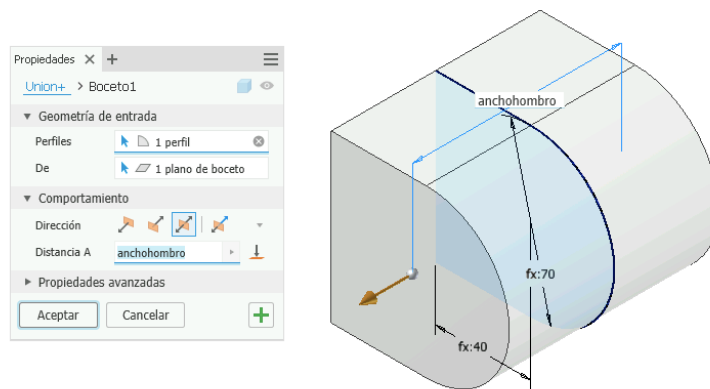 Propiedades
Union+ > Boceto1
Geometría de entrada
Perfiles 1 perfil
De 1 plano de boceto
Comportamiento
Dirección
Distancia A anchohombro
Propiedades avanzadas
Aceptar Cancelar
anchohombro
fx:70
fx:40